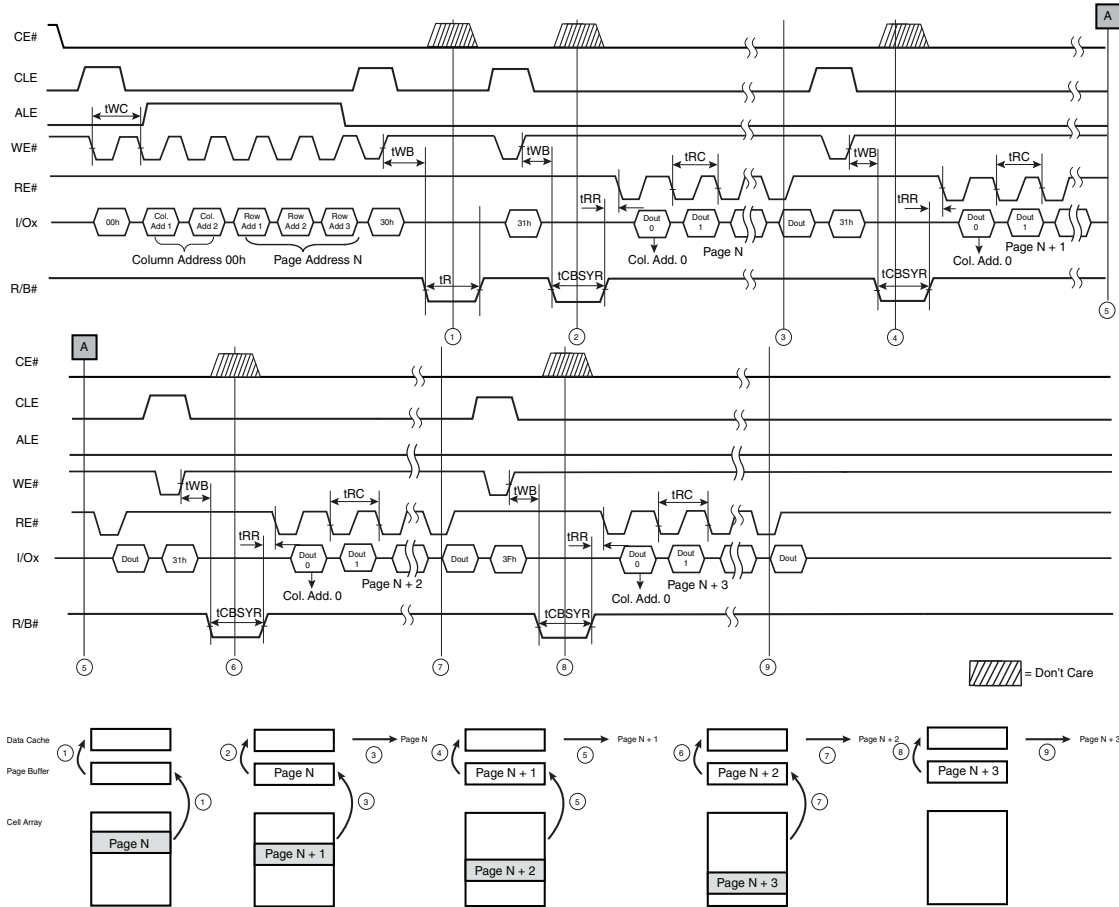 A
CE#
CLE
ALE
tWC
WE#
tWB
tWB
tWB
RE#
tRC
tRC
tRR
tRR
I/Ox
00h
Col. Add 1
Col. Add 2
Row Add 1
Row Add 2
Row Add 3
30h
31h
Dout 0
Dout 1
Dout
31h
Dout 0
Dout 1
Column Address 00h
Page Address N
Col. Add. 0
Page N
Col. Add. 0
Page N + 1
R/B#
tR
tCBSYR
tCBSYR
1
2
3
4
5
A
CE#
CLE
ALE
WE#
tWB
tWB
RE#
tRC
tRC
tRR
tRR
I/Ox
Dout
31h
Dout 0
Dout 1
Dout
3Fh
Dout 0
Dout 1
Dout
Col. Add. 0
Page N + 2
Col. Add. 0
Page N + 3
R/B#
tCBSYR
tCBSYR
5
6
7
8
9
= Don't Care
Data Cache
1
2
3
Page N
4
5
Page N + 1
6
7
Page N + 2
8
9
Page N + 3
Page Buffer
Page N
Page N + 1
Page N + 2
Page N + 3
1
3
5
7
Cell Array
Page N
Page N + 1
Page N + 2
Page N + 3